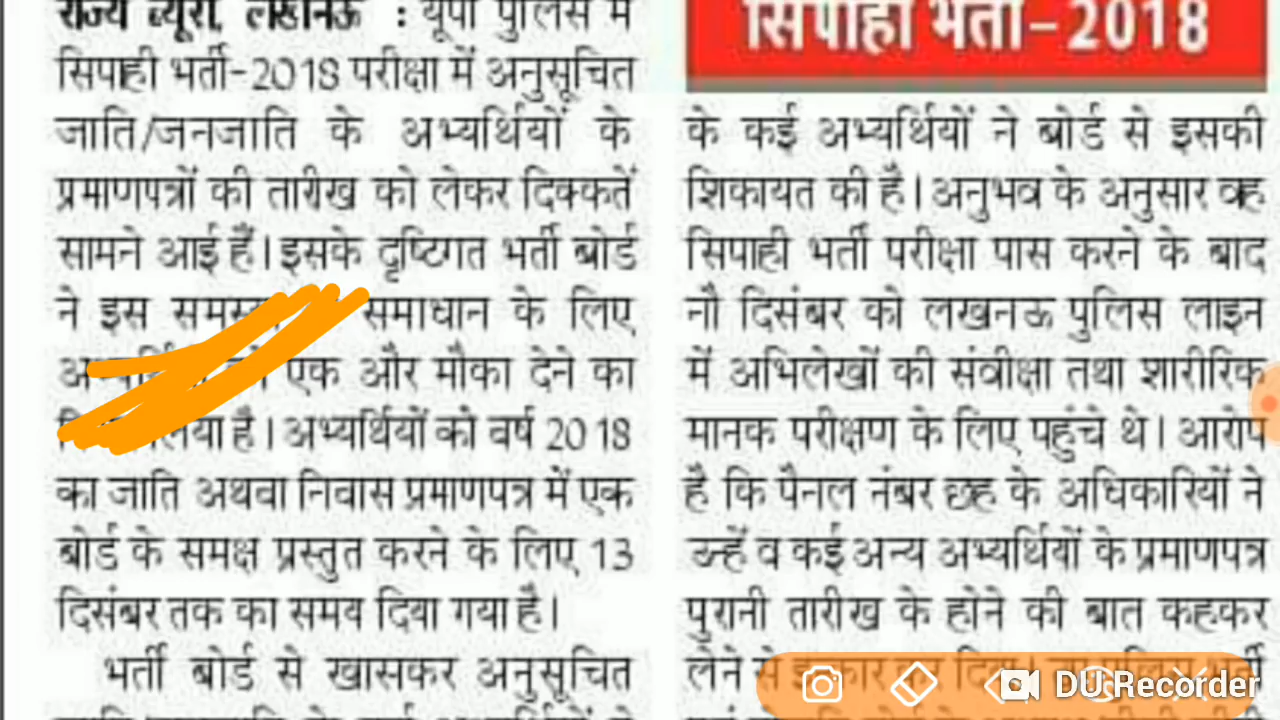 राज्य ब्यूरो, लखनऊ : यूपी पुलिस में
सिपाही भर्ती-2018 परीक्षा में अनुसूचित
जाति/जनजाति के अभ्यर्थियों के
प्रमाणपत्रों की तारीख को लेकर दिक्कतें
सामने आई हैं। इसके दृष्टिगत भर्ती बोर्ड
ने इस समाधान के लिए
एक और मौका देने का
है। अभ्यर्थियों को वर्ष 2018
का जाति अथवा निवास प्रमाणपत्र में एक
बोर्ड के समक्ष प्रस्तुत करने के लिए 13
दिसंबर तक का समय दिया गया है।
भर्ती बोर्ड से खासकर अनुसूचित
सिपाही भर्ती-2018
के कई अभ्यर्थियों ने बोर्ड से इसकी
शिकायत की है। अनुभव के अनुसार वह
सिपाही भर्ती परीक्षा पास करने के बाद
नौ दिसंबर को लखनऊ पुलिस लाइन
में अभिलेखों की संवीक्षा तथा शारीरिक
मानक परीक्षण के लिए पहुंचे थे। आरोप
है कि पैनल नंबर छह के अधिकारियों ने
उन्हें व कई अन्य अभ्यर्थियों के प्रमाणपत्र
पुरानी तारीख के होने की बात कहकर
लेने से इन्कार कर दिया।
DU Recorder